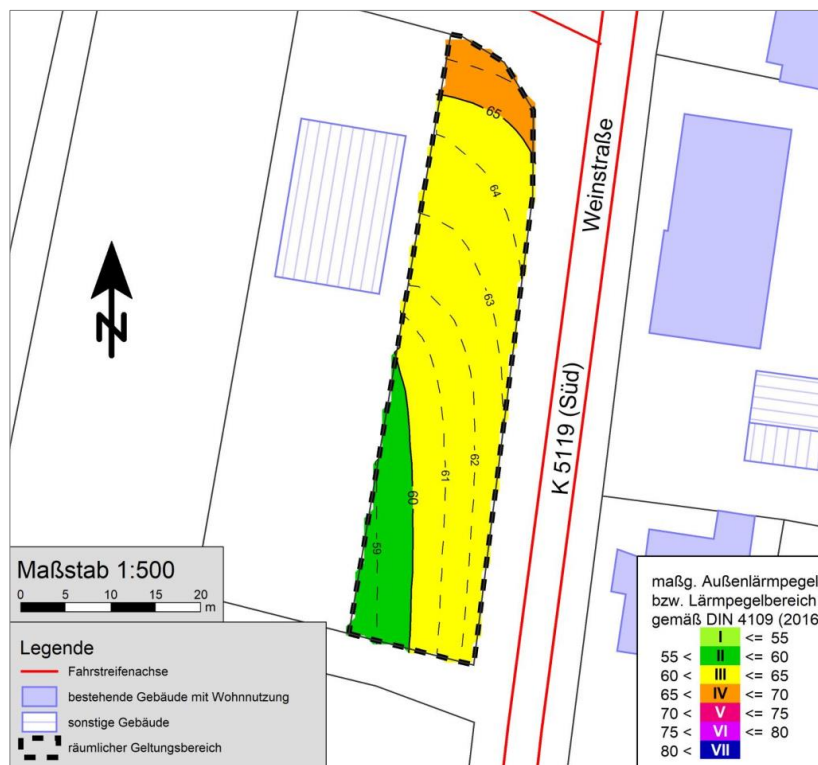 65
64
63
62
61
60
59
Weinstraße
K 5119 (Süd)
N
Maßstab 1:500
0 5 10 15 20
m
Legende
Fahrstreifenachse
bestehende Gebäude mit Wohnnutzung
sonstige Gebäude
räumlicher Geltungsbereich
maßg. Außenlärmpegel
bzw. Lärmpegelbereich
gemäß DIN 4109 (2016
I <= 55
55 < II <= 60
60 < III <= 65
65 < IV <= 70
70 < V <= 75
75 < VI <= 80
80 < VII